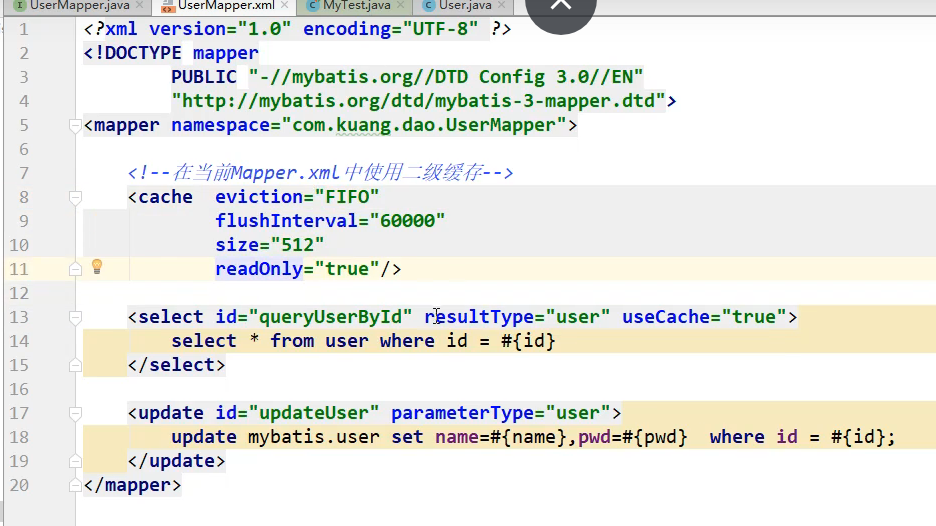 UserMapper.java UserMapper.xml MyTest.java User.java
1 <?xml version="1.0" encoding="UTF-8" ?>
2 <!DOCTYPE mapper
3 PUBLIC "-//mybatis.org//DTD Config 3.0//EN"
4 "http://mybatis.org/dtd/mybatis-3-mapper.dtd">
5 <mapper namespace="com.kuang.dao.UserMapper">
6
7 <!--在当前Mapper.xml中使用二级缓存-->
8 <cache eviction="FIFO"
9 flushInterval="60000"
10 size="512"
11 readOnly="true"/>
12
13 <select id="queryUserById" resultType="user" useCache="true">
14 select * from user where id = #{id}
15 </select>
16
17 <update id="updateUser" parameterType="user">
18 update mybatis.user set name=#{name},pwd=#{pwd} where id = #{id};
19 </update>
20 </mapper>